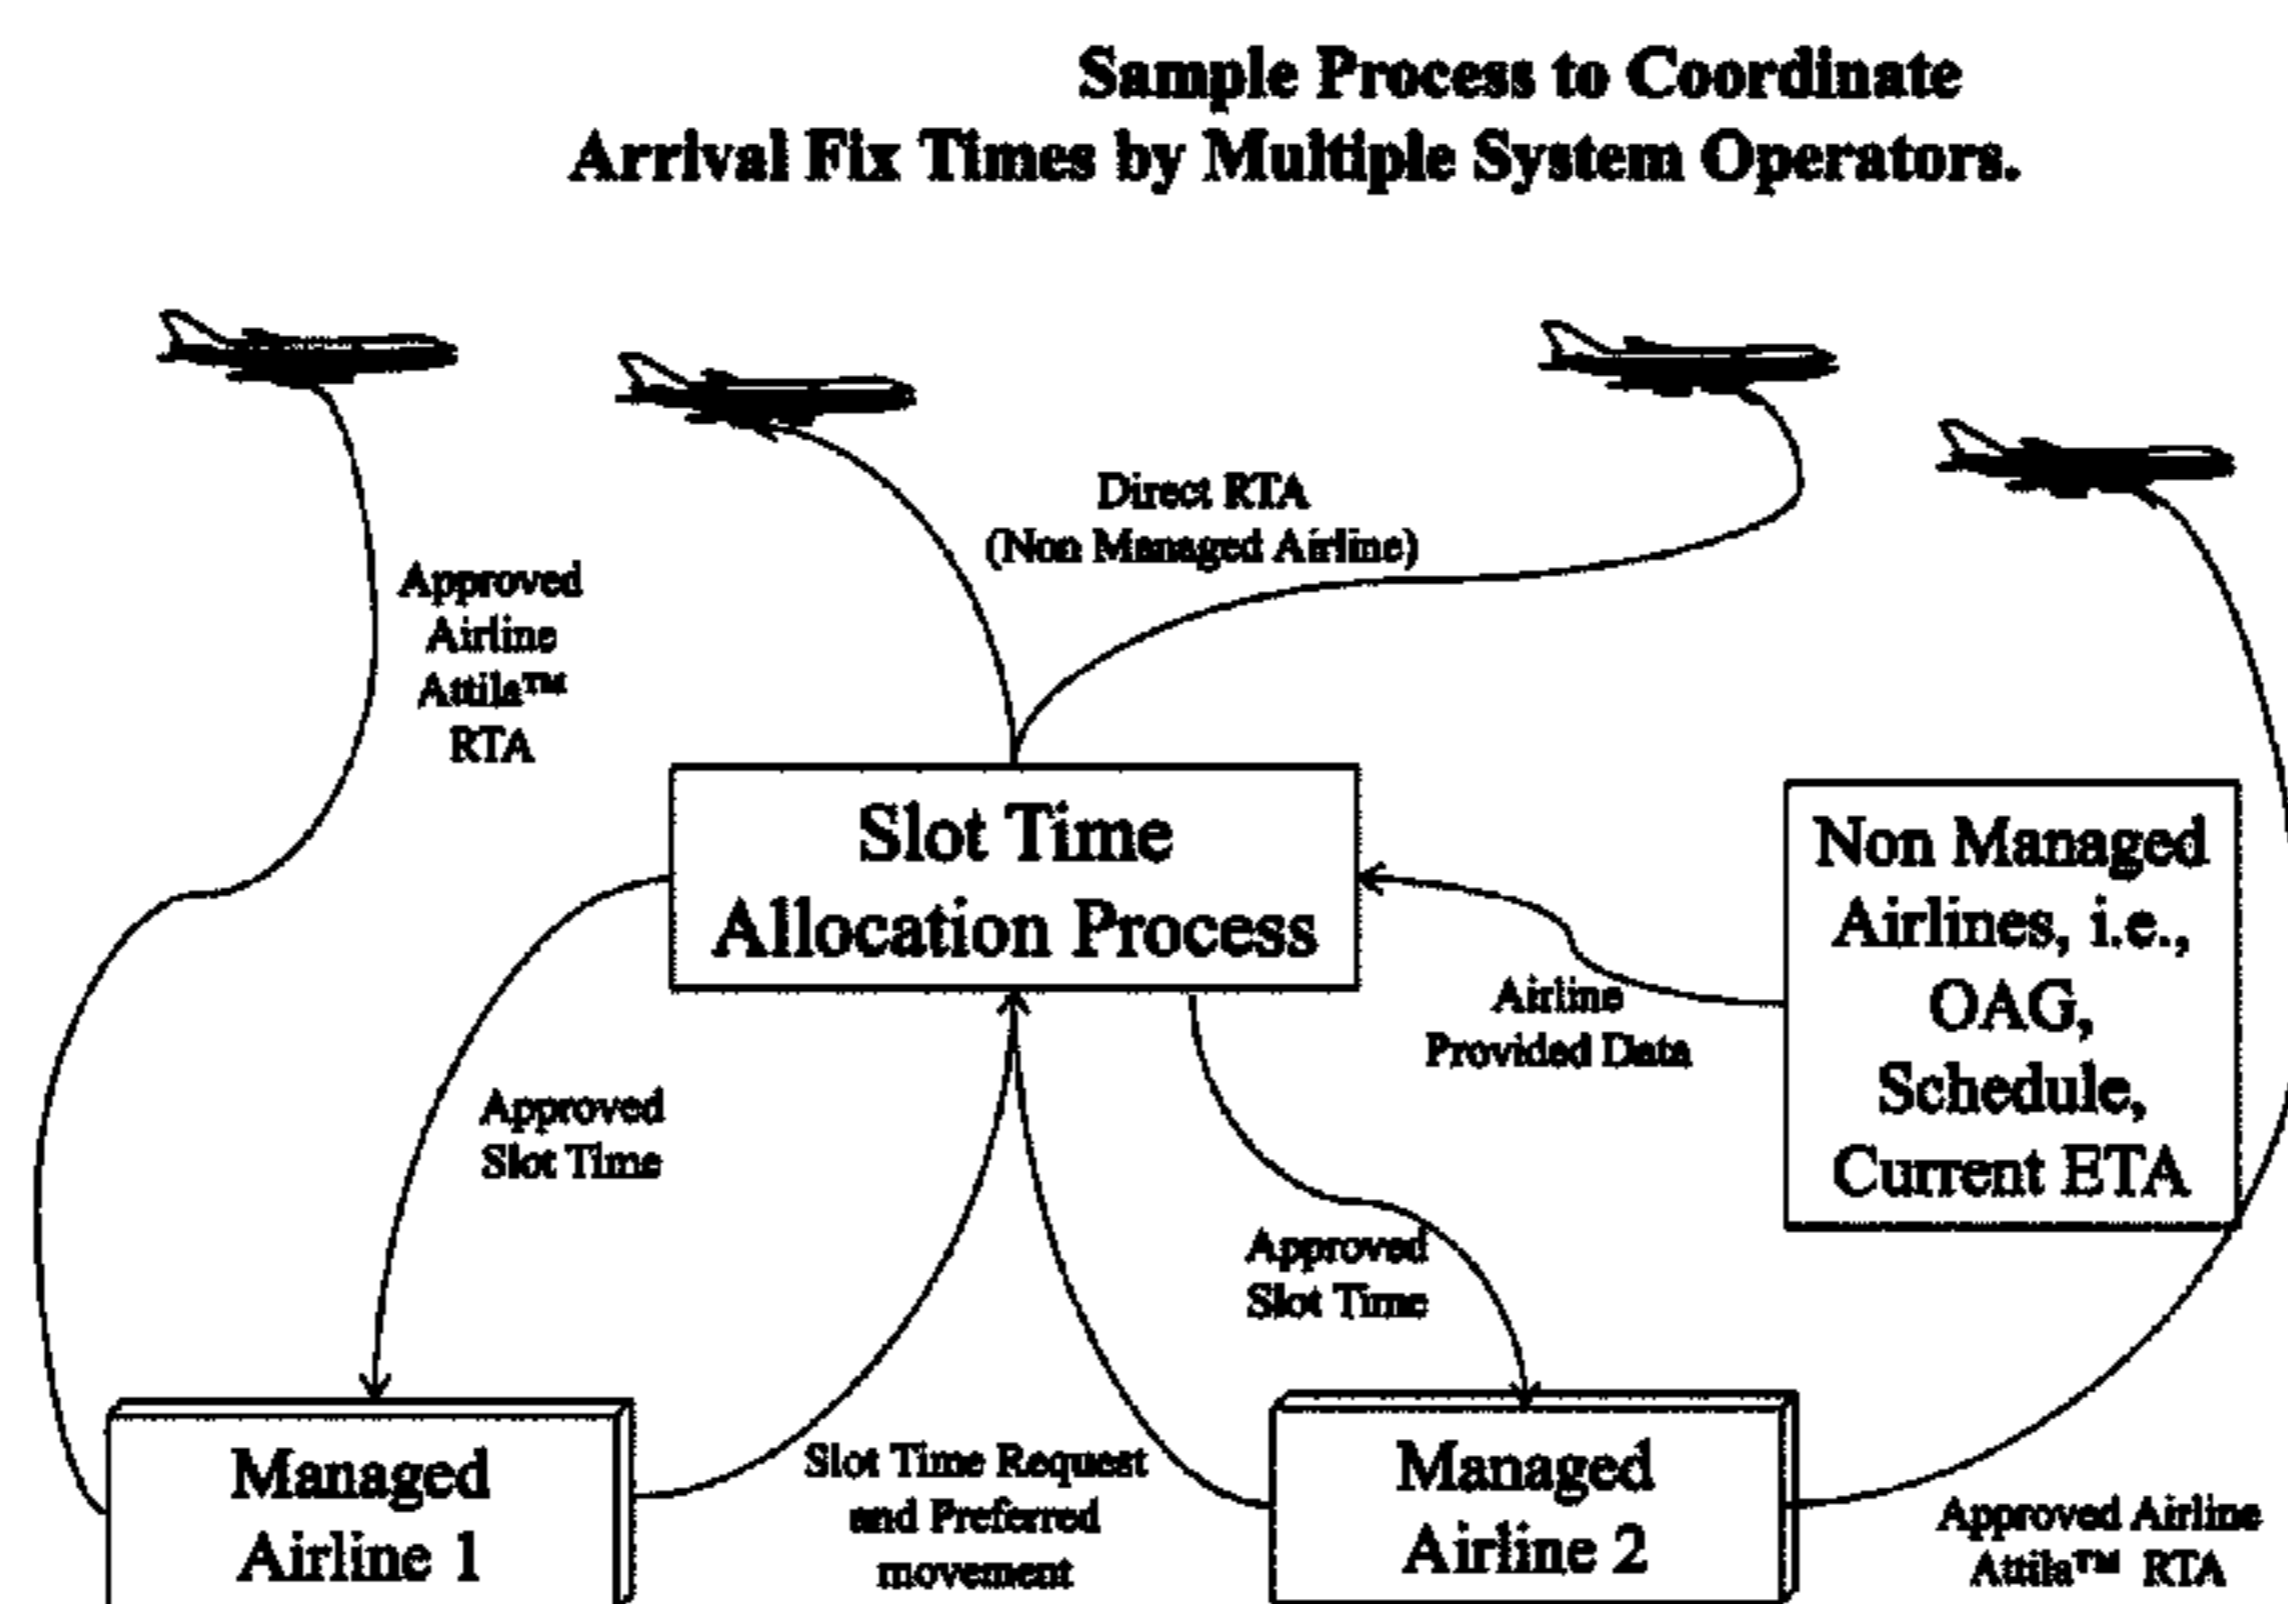 Sample Process to Coordinate
Arrival Fix Times by Multiple System Operators.
Direct RTA
(Non Managed Airline)
Approved
Airline
Attila™
RTA
Slot Time
Allocation Process
Non Managed
Airlines, i.e.,
OAG,
Schedule,
Current ETA
Airline
Provided Data
Approved
Slot Time
Approved
Slot Time
Managed
Airline 1
Slot Time Request
and Preferred
movement
Managed
Airline 2
Approved Airline
Attila™ RTA